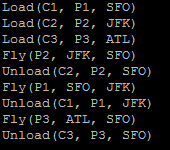 Load(C1, P1, SFO)
Load(C2, P2, JFK)
Load(C3, P3, ATL)
Fly(P2, JFK, SFO)
Unload(C2, P2, SFO)
Fly(P1, SFO, JFK)
Unload(C1, P1, JFK)
Fly(P3, ATL, SFO)
Unload(C3, P3, SFO)